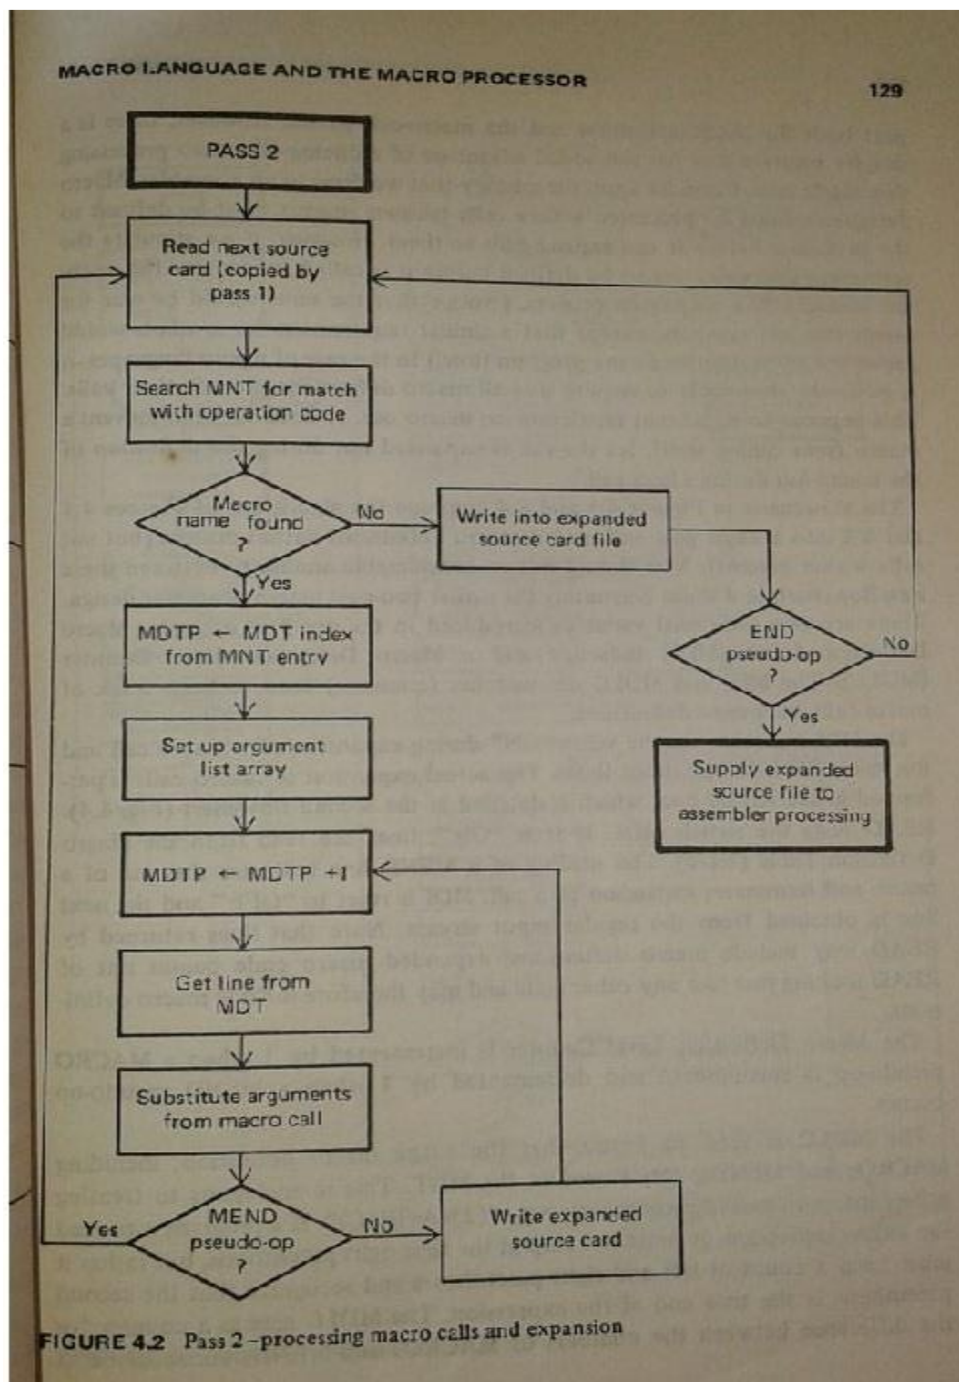 MACRO LANGUAGE AND THE MACRO PROCESSOR
129
PASS 2
Read next source
card (copied by
pass 1)
Search MNT for match
with operation code
Macro
name found
?
No
Write into expanded
source card file
Yes
MDTP ← MDT index
from MNT entry
END
pseudo-op
?
No
Yes
Set up argument
list array
Supply expanded
source file to
assembler processing
MDTP ← MDTP +1
Get line from
MDT
Substitute arguments
from macro call
Yes
MEND
pseudo-op
?
No
Write expanded
source card
FIGURE 4.2 Pass 2–processing macro calls and expansion